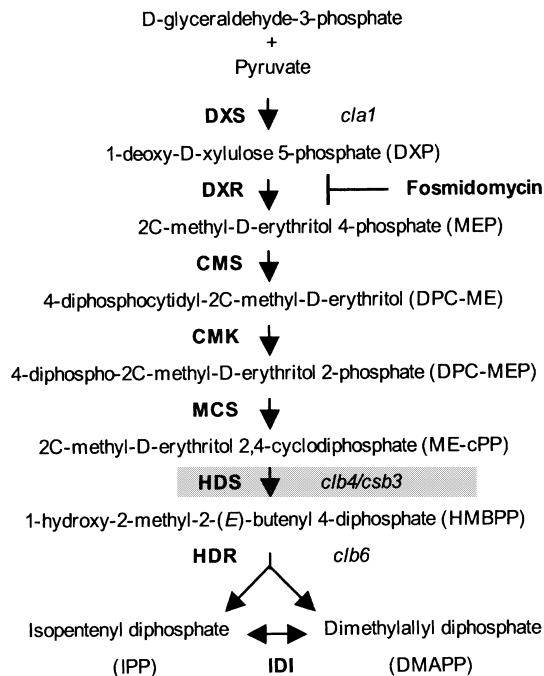 D-glyceraldehyde-3-phosphate
+
Pyruvate
DXS cla1
1-deoxy-D-xylulose 5-phosphate (DXP)
DXR Fosmidomycin
2C-methyl-D-erythritol 4-phosphate (MEP)
CMS
4-diphosphocytidyl-2C-methyl-D-erythritol (DPC-ME)
CMK
4-diphospho-2C-methyl-D-erythritol 2-phosphate (DPC-MEP)
MCS
2C-methyl-D-erythritol 2,4-cyclodiphosphate (ME-cPP)
HDS clb4/csb3
1-hydroxy-2-methyl-2-(E)-butenyl 4-diphosphate (HMBPP)
HDR clb6
Isopentenyl diphosphate Dimethylallyl diphosphate
(IPP) IDI (DMAPP)